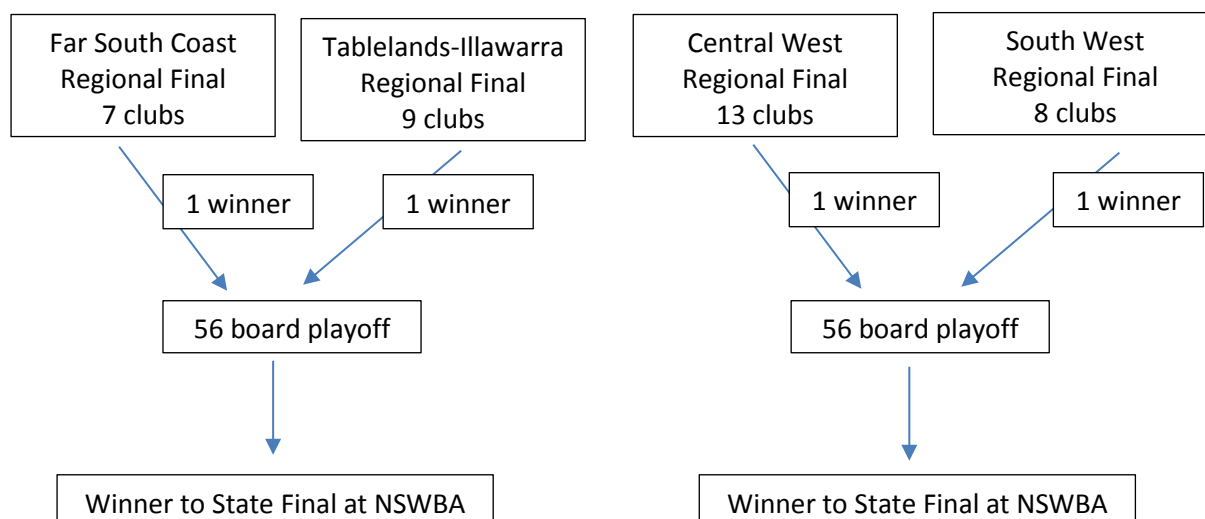 Far South Coast
Regional Final
7 clubs
Tablelands-Illawarra
Regional Final
9 clubs
Central West
Regional Final
13 clubs
South West
Regional Final
8 clubs
1 winner
1 winner
1 winner
1 winner
56 board playoff
56 board playoff
Winner to State Final at NSWBA
Winner to State Final at NSWBA